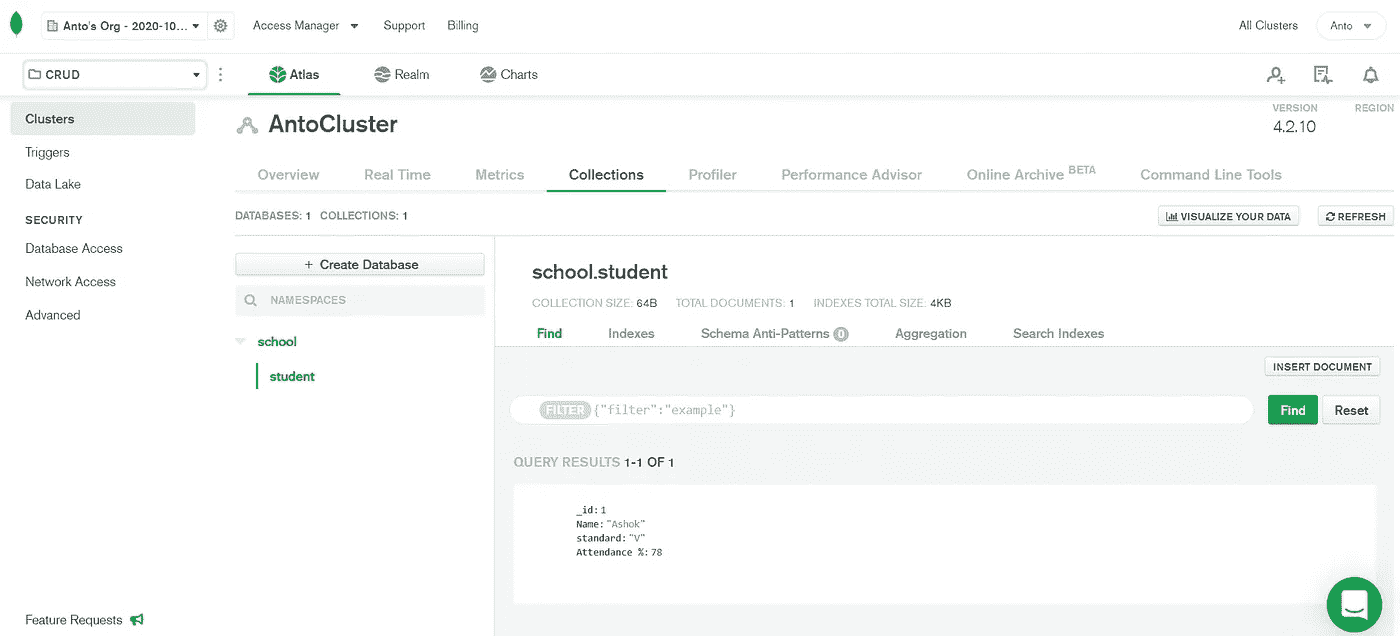 Anto's Org - 2020-10... Access Manager Support Billing All Clusters Anto
CRUD Atlas Realm Charts
Clusters
Triggers
Data Lake
SECURITY
Database Access
Network Access
Advanced
Feature Requests
AntoCluster
VERSION REGION
4.2.10
Overview Real Time Metrics Collections Profiler Performance Advisor Online Archive BETA Command Line Tools
DATABASES: 1 COLLECTIONS: 1 VISUALIZE YOUR DATA REFRESH
+ Create Database
NAMESPACES
school
student
school.student
COLLECTION SIZE: 64B TOTAL DOCUMENTS: 1 INDEXES TOTAL SIZE: 4KB
Find Indexes Schema Anti-Patterns 0 Aggregation Search Indexes
INSERT DOCUMENT
FILTER {"filter":"example"} Find Reset
QUERY RESULTS 1-1 OF 1
_id: 1
Name: "Ashok"
standard: "V"
Attendance %: 78